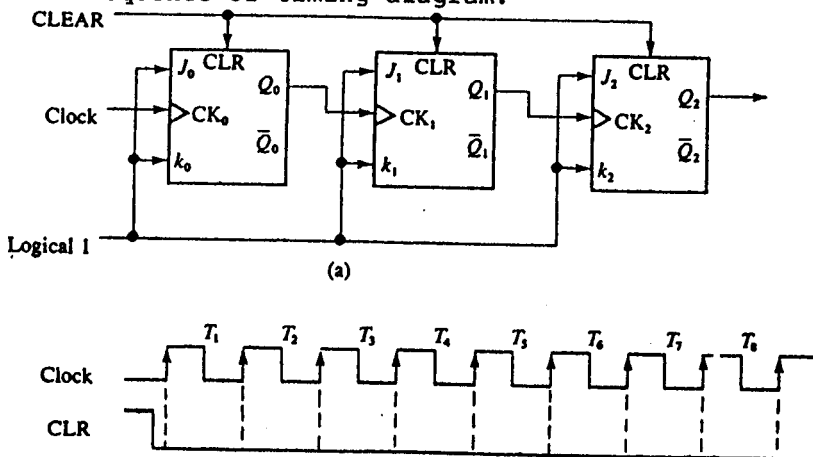 CLEAR
J₀ CLR Q₀
J₁ CLR Q₁
J₂ CLR Q₂
Clock
CK₀
CK₁
CK₂
Q̄₀
Q̄₁
Q̄₂
k₀
k₁
k₂
Logical 1
(a)
T₁ T₂ T₃ T₄ T₅ T₆ T₇ T₈
Clock
CLR